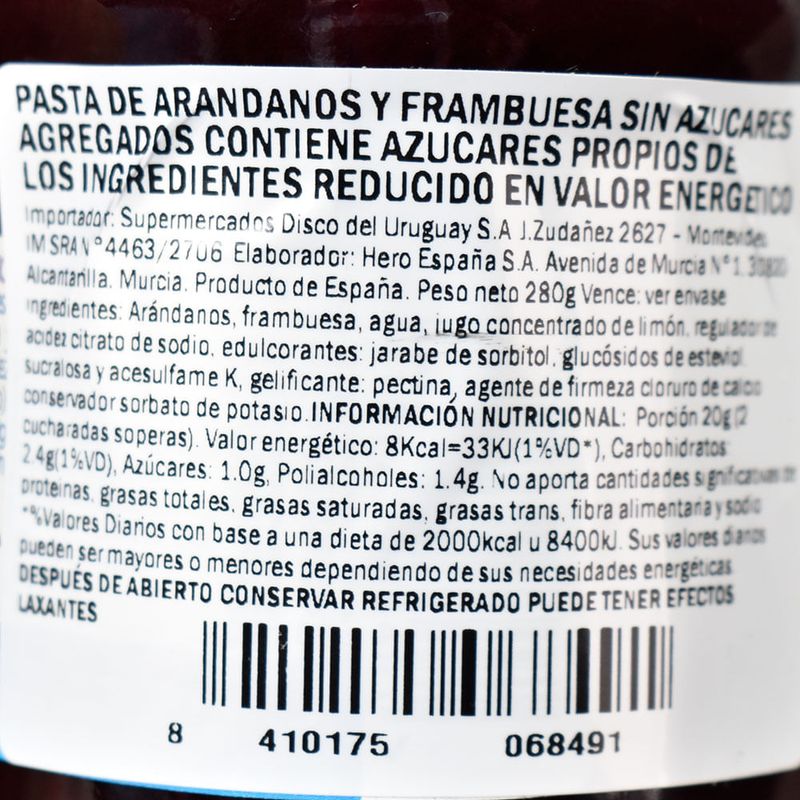 PASTA DE ARANDANOS Y FRAMBUESA SIN AZUCARES
AGREGADOS CONTIENE AZUCARES PROPIOS DE
LOS INGREDIENTES REDUCIDO EN VALOR ENERGETICO
Importador: Supermercados Disco del Uruguay S.A J.Zudañez 2627 - Montevideo
IM SRA N°4463/2706 Elaborador: Hero España S.A. Avenida de Murcia N°1. 30820
Alcantarilla. Murcia. Producto de España. Peso neto 280g Vence: ver envase
Ingredientes: Arándanos, frambuesa, agua, jugo concentrado de limón, regulador de
acidez citrato de sodio, edulcorantes: jarabe de sorbitol, glucósidos de esteviol,
sucralosa y acesulfame K, gelificante: pectina, agente de firmeza cloruro de calcio
conservador sorbato de potasio. INFORMACIÓN NUTRICIONAL: Porción 20g (2
cucharadas soperas). Valor energético: 8Kcal=33KJ(1%VD*), Carbohidratos:
2.4g(1%VD), Azúcares: 1.0g, Polialcoholes: 1.4g. No aporta cantidades significativas de
proteinas, grasas totales, grasas saturadas, grasas trans, fibra alimentaria y sodio
*%Valores Diarios con base a una dieta de 2000kcal u 8400kJ. Sus valores diarios
pueden ser mayores o menores dependiendo de sus necesidades energéticas
DESPUÉS DE ABIERTO CONSERVAR REFRIGERADO PUEDE TENER EFECTOS
LAXANTES
8 410175 068491